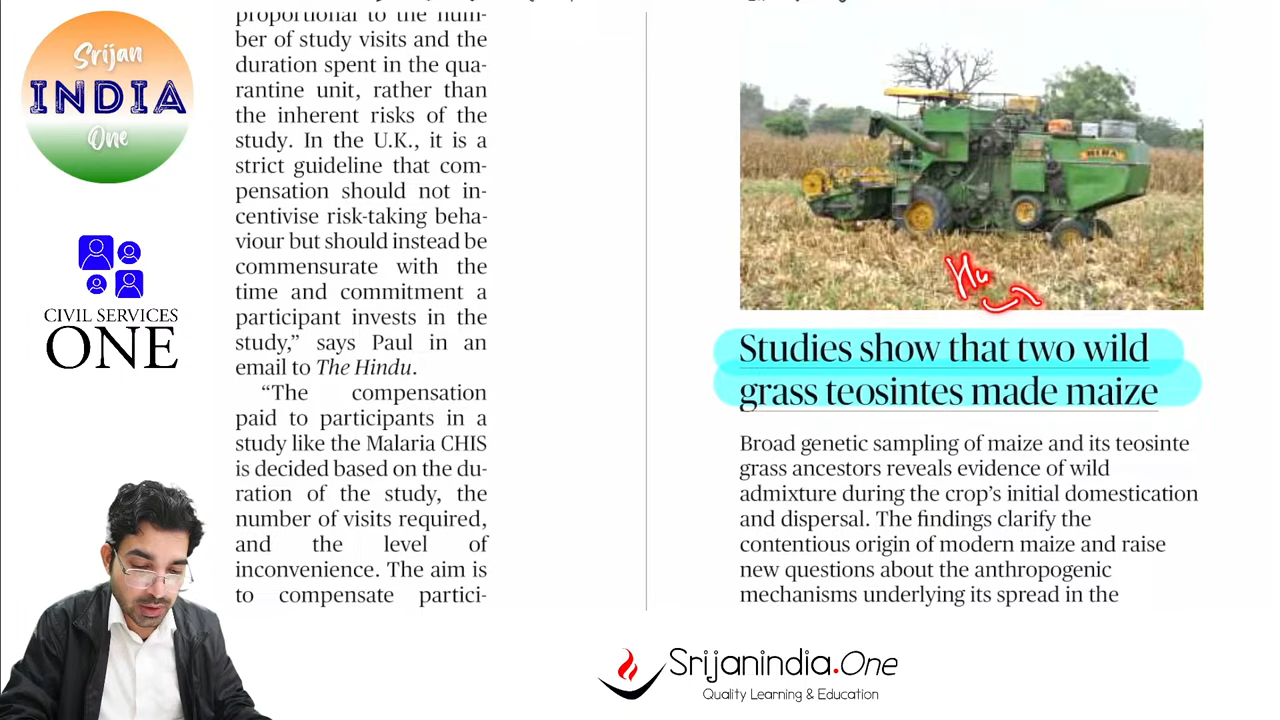 Srijan
INDIA
One
CIVIL SERVICES
ONE
proportional to the num-
ber of study visits and the
duration spent in the qua-
rantine unit, rather than
the inherent risks of the
study. In the U.K., it is a
strict guideline that com-
pensation should not in-
centivise risk-taking beha-
viour but should instead be
commensurate with the
time and commitment a
participant invests in the
study,” says Paul in an
email to The Hindu.
“The compensation
paid to participants in a
study like the Malaria CHIS
is decided based on the du-
ration of the study, the
number of visits required,
and the level of
inconvenience. The aim is
to compensate partici-
Studies show that two wild
grass teosintes made maize
Broad genetic sampling of maize and its teosinte
grass ancestors reveals evidence of wild
admixture during the crop’s initial domestication
and dispersal. The findings clarify the
contentious origin of modern maize and raise
new questions about the anthropogenic
mechanisms underlying its spread in the
Srijanindia.One
Quality Learning & Education